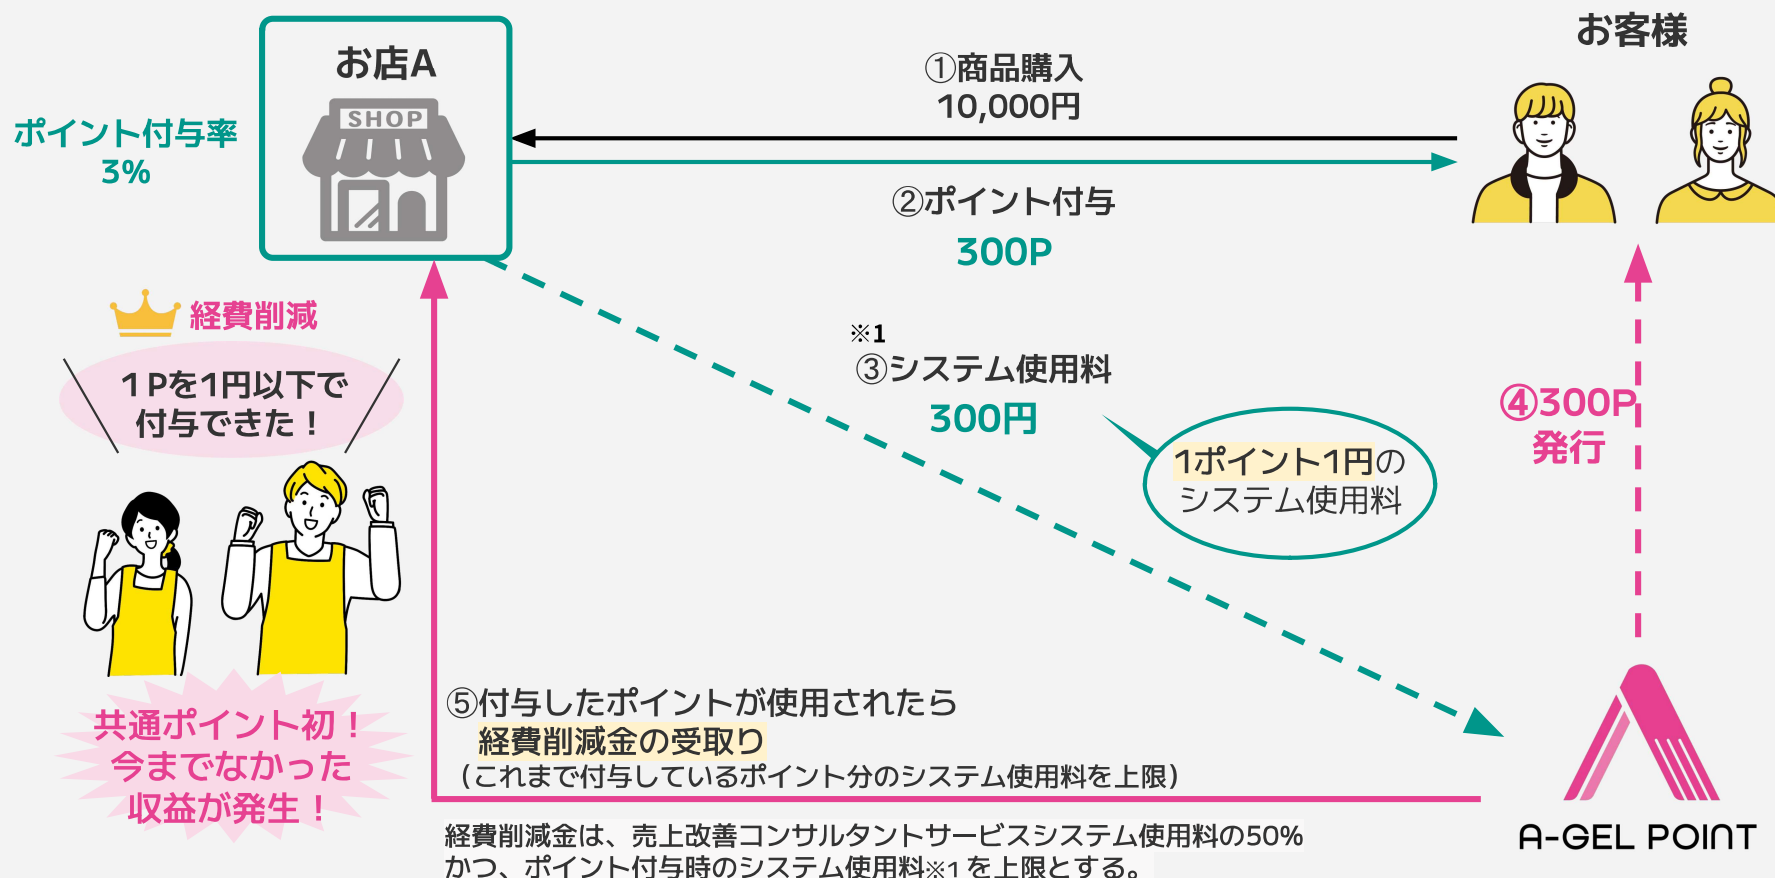 お店A
SHOP
ポイント付与率
3%
①商品購入
10,000円
②ポイント付与
300P
お客様
経費削減
1Pを1円以下で
付与できた！
※1
③システム使用料
300円
1ポイント1円の
システム使用料
④300P
発行
共通ポイント初！
今までなかった
収益が発生！
⑤付与したポイントが使用されたら
経費削減金の受取り
（これまで付与しているポイント分のシステム使用料を上限）
経費削減金は、売上改善コンサルタントサービスシステム使用料の50%
かつ、ポイント付与時のシステム使用料※1を上限とする。
A-GEL POINT